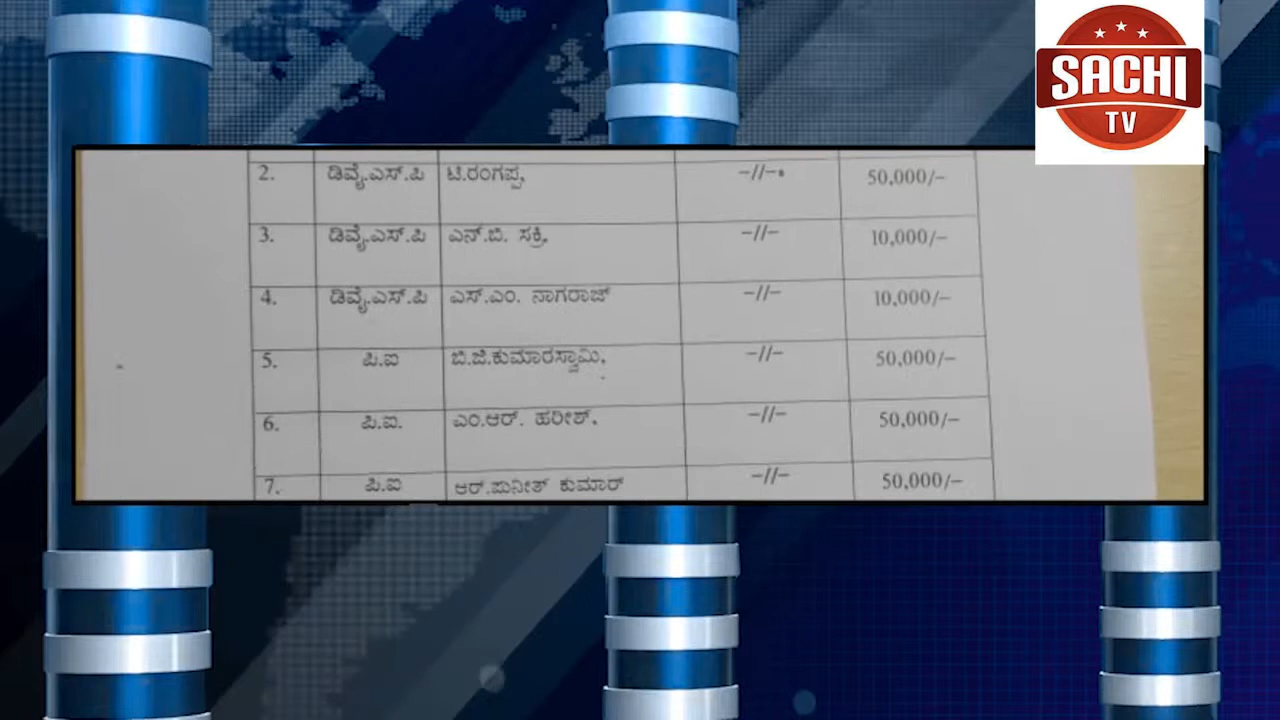 SACHI
TV
2. ಡಿವೈ.ಎಸ್.ಪಿ ಟಿ.ರಂಗಪ್ಪ, -//-. 50,000/-
3. ಡಿವೈ.ಎಸ್.ಪಿ ಎನ್.ಬಿ. ಸಕ್ರಿ, -//- 10,000/-
4. ಡಿವೈ.ಎಸ್.ಪಿ ಎಸ್.ಎಂ. ನಾಗರಾಜ್ -//- 10,000/-
5. ಪಿ.ಐ ಬಿ.ಜಿ.ಕುಮಾರಸ್ವಾಮಿ, -//- 50,000/-
6. ಪಿ.ಐ. ಎಂ.ಆರ್. ಹರೀಶ್. -//- 50,000/-
7. ಪಿ.ಐ ಆರ್.ಪುನೀತ್ ಕುಮಾರ್ -//- 50,000/-